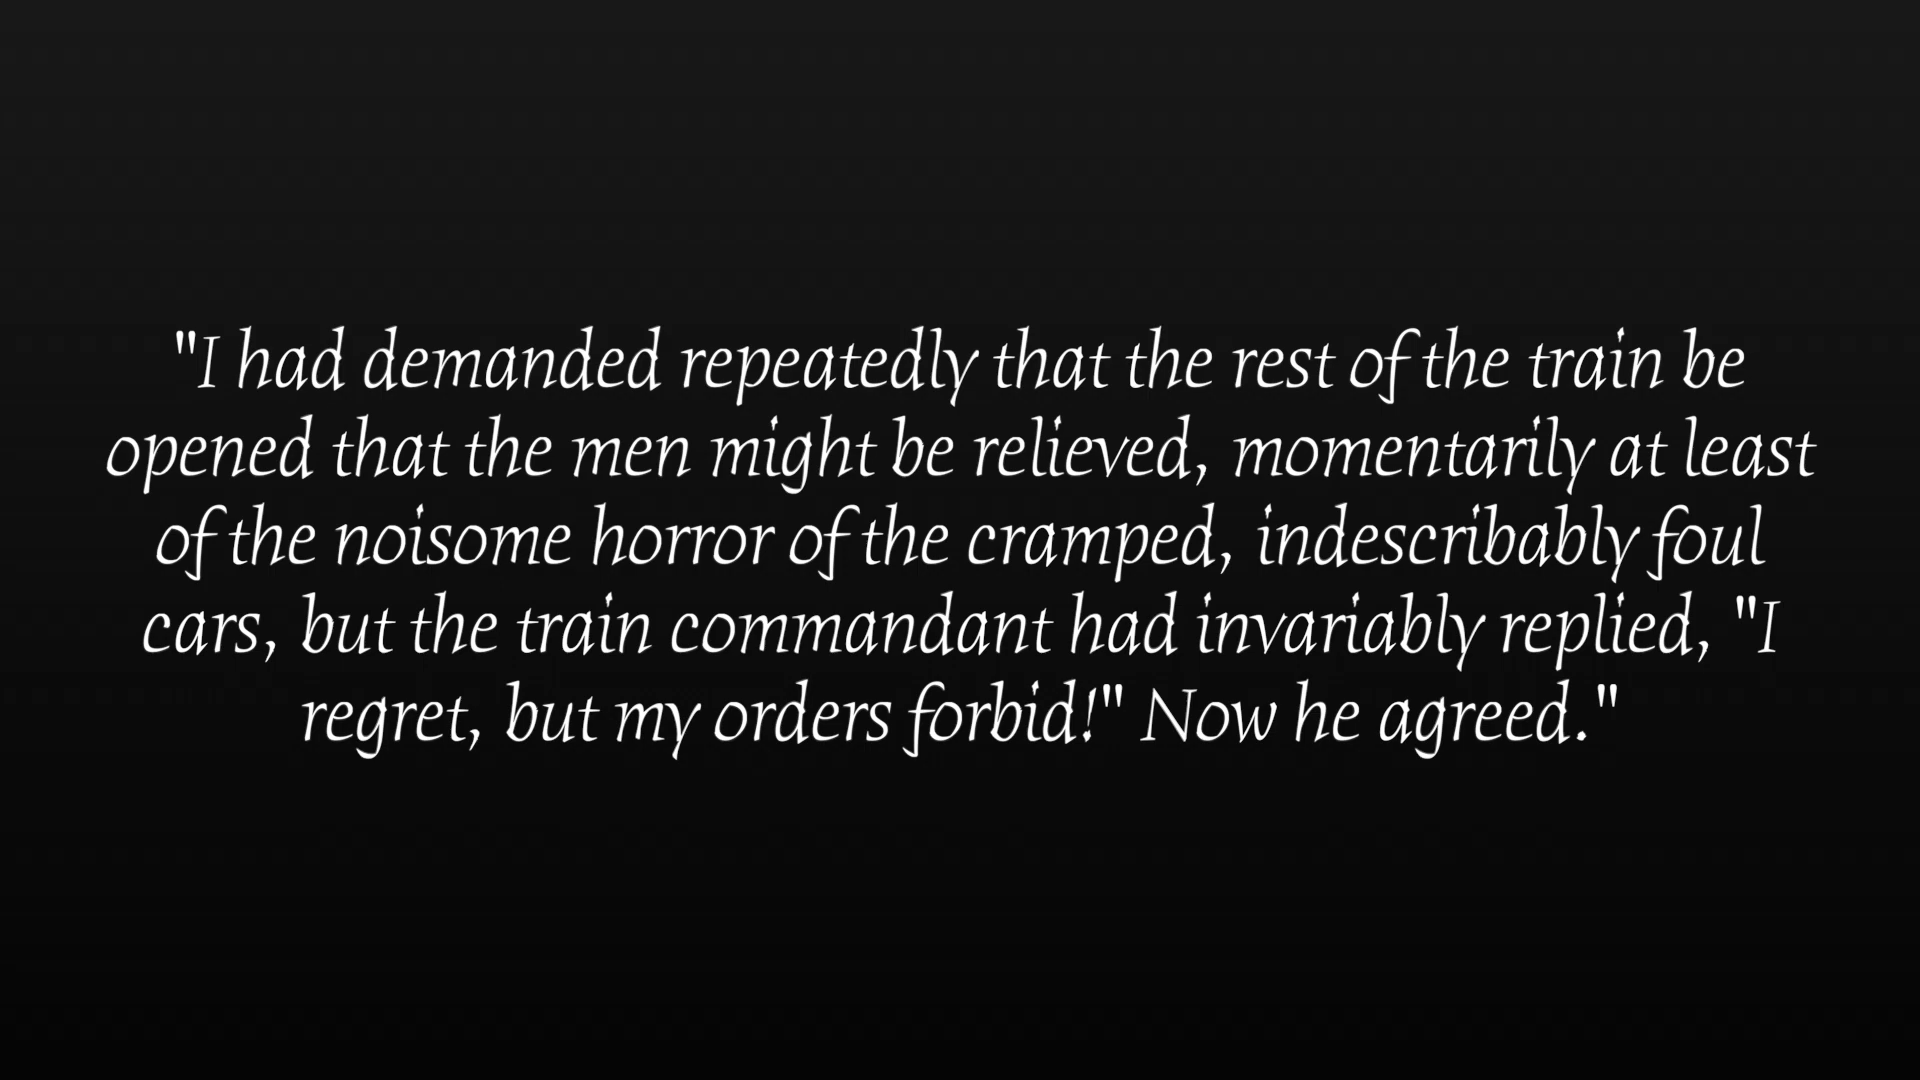 "I had demanded repeatedly that the rest of the train be
opened that the men might be relieved, momentarily at least
of the noisome horror of the cramped, indescribably foul
cars, but the train commandant had invariably replied, "I
regret, but my orders forbid!" Now he agreed."